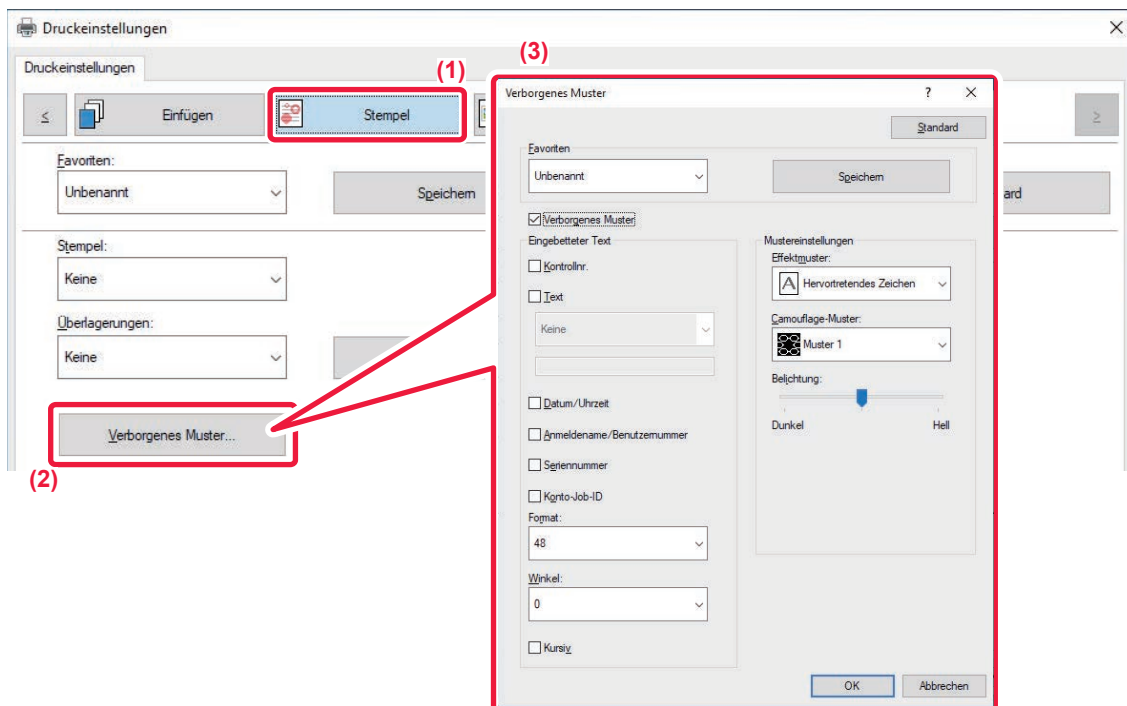 Druckeinstellungen
Druckeinstellungen
(1)
(3)
<
Einfügen
Stempel
>
Favoriten:
Unbenannt
Speichern
ard
Stempel:
Keine
Überlagerungen:
Keine
Verborgenes Muster...
(2)
Verborgenes Muster
?
Standard
Favoriten
Unbenannt
Speichern
Verborgenes Muster
Eingebetteter Text
Kontrollnr.
Text
Keine
Datum/Uhrzeit
Anmeldename/Benutzernummer
Seriennummer
Konto-Job-ID
Format:
48
Winkel:
0
Kursiv
Mustereinstellungen
Effektmuster:
A Hervortretendes Zeichen
Camouflage-Muster:
Muster 1
Belichtung:
Dunkel Hell
OK Abbrechen